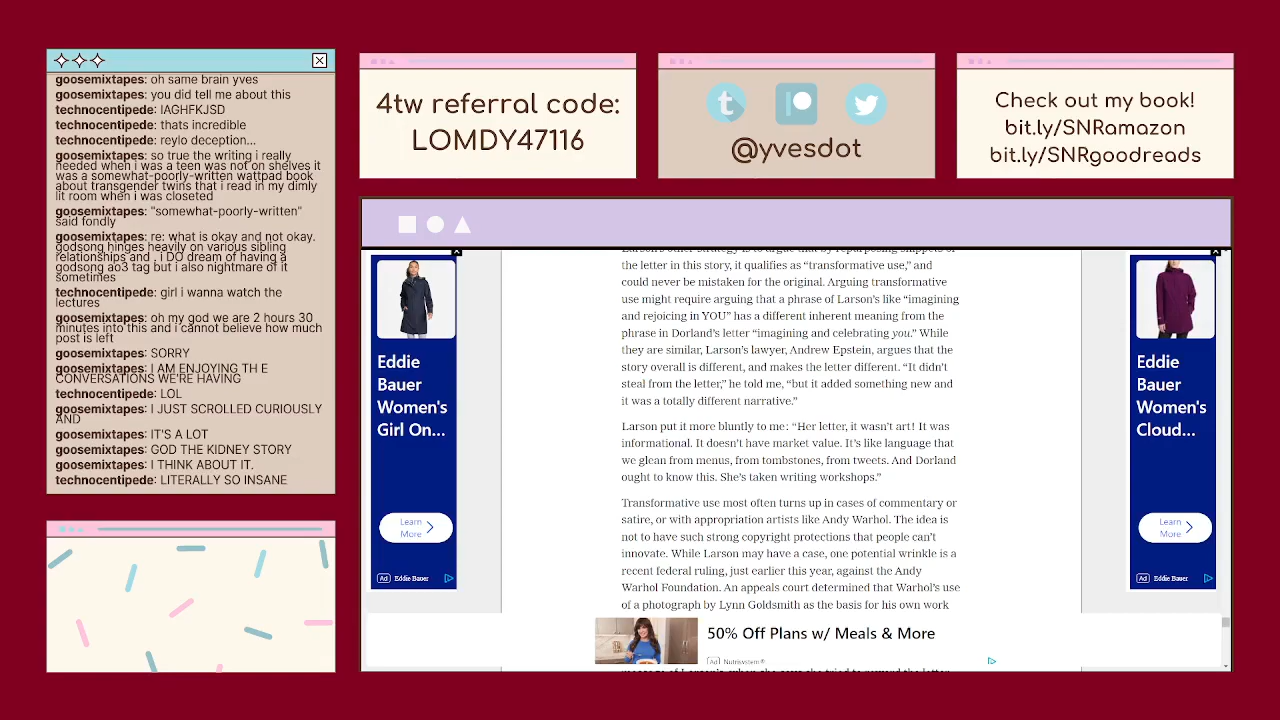 goosemixtapes: oh same brain yves
goosemixtapes: you did tell me about this
technocentipede: IAGHFKJSD
technocentipede: thats incredible
technocentipede: reylo deception...
goosemixtapes: so true the writing i really
needed when i was a teen was not on shelves it
was a somewhat-poorly-written wattpad book
about transgender twins that i read in my dimly
lit room when i was closeted
goosemixtapes: "somewhat-poorly-written"
said fondly
goosemixtapes: re: what is okay and not okay.
godsong hinges heavily on various sibling
relationships and . i DO dream of having a
godsong ao3 tag but i also nightmare of it
sometimes
technocentipede: girl i wanna watch the
lectures
goosemixtapes: oh my god we are 2 hours 30
minutes into this and i cannot believe how much
post is left
goosemixtapes: SORRY
goosemixtapes: I AM ENJOYING TH E
CONVERSATIONS WE'RE HAVING
technocentipede: LOL
goosemixtapes: I JUST SCROLLED CURIOUSLY
AND
goosemixtapes: IT'S A LOT
goosemixtapes: GOD THE KIDNEY STORY
goosemixtapes: I THINK ABOUT IT.
technocentipede: LITERALLY SO INSANE
4tw referral code:
LOMDY47116
@yvesdot
Check out my book!
bit.ly/SNRamazon
bit.ly/SNRgoodreads
Eddie
Bauer
Women's
Girl On...
Learn
More
Ad Eddie Bauer
Larson's other strategy is to argue that by repurposing snippets of
the letter in this story, it qualifies as “transformative use,” and
could never be mistaken for the original. Arguing transformative
use might require arguing that a phrase of Larson's like “imagining
and rejoicing in YOU” has a different inherent meaning from the
phrase in Dorland's letter “imagining and celebrating you.” While
they are similar, Larson's lawyer, Andrew Epstein, argues that the
story overall is different, and makes the letter different. “It didn't
steal from the letter,” he told me, “but it added something new and
it was a totally different narrative.”
Larson put it more bluntly to me: “Her letter, it wasn't art! It was
informational. It doesn't have market value. It's like language that
we glean from menus, from tombstones, from tweets. And Dorland
ought to know this. She's taken writing workshops.”
Transformative use most often turns up in cases of commentary or
satire, or with appropriation artists like Andy Warhol. The idea is
not to have such strong copyright protections that people can't
innovate. While Larson may have a case, one potential wrinkle is a
recent federal ruling, just earlier this year, against the Andy
Warhol Foundation. An appeals court determined that Warhol's use
of a photograph by Lynn Goldsmith as the basis for his own work
Eddie
Bauer
Women's
Cloud...
Learn
More
Ad Eddie Bauer
50% Off Plans w/ Meals & More
Ad Nutrisystem®